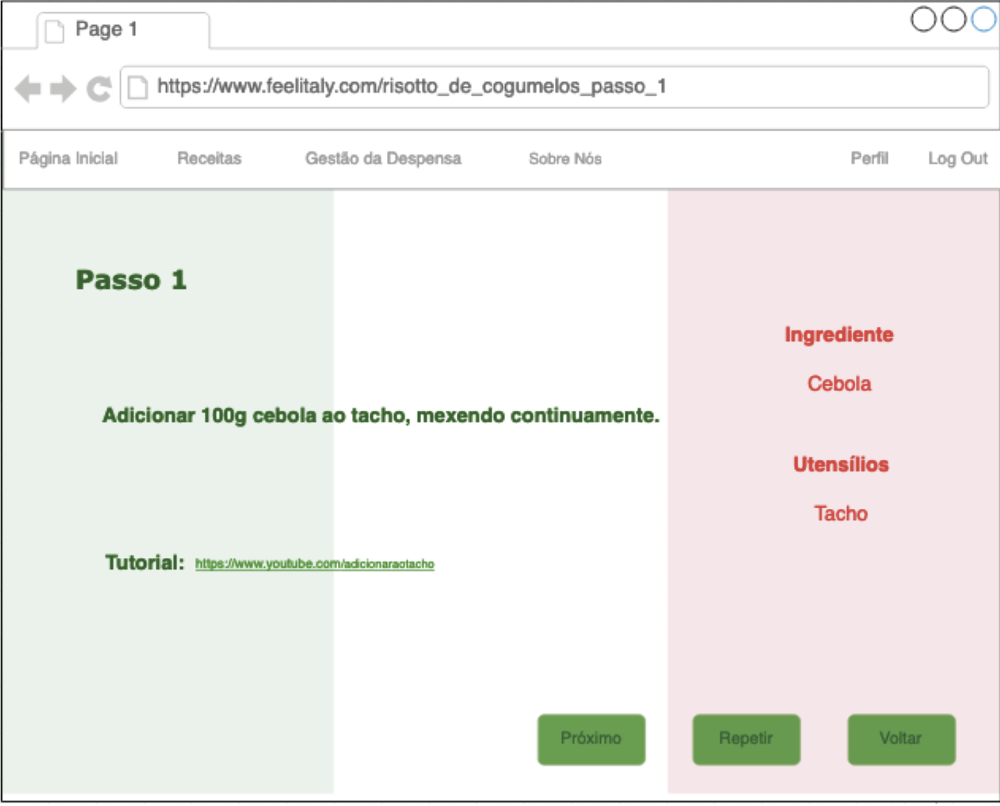 Page 1
https://www.feelitaly.com/risotto_de_cogumelos_passo_1
Página Inicial Receitas Gestão da Despensa Sobre Nós Perfil Log Out
Passo 1
Ingrediente
Cebola
Adicionar 100g cebola ao tacho, mexendo continuamente.
Utensílios
Tacho
Tutorial: https://www.youtube.com/adicionaraotacho
Próximo Repetir Voltar